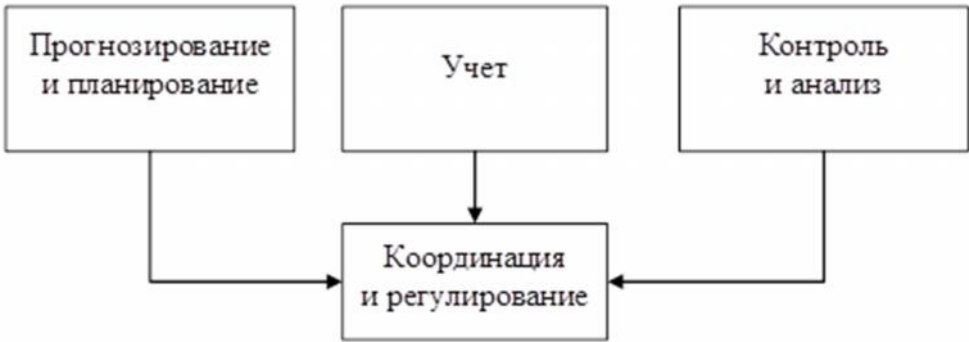 Прогнозирование
и планирование
Учет
Контроль
и анализ
Координация
и регулирование